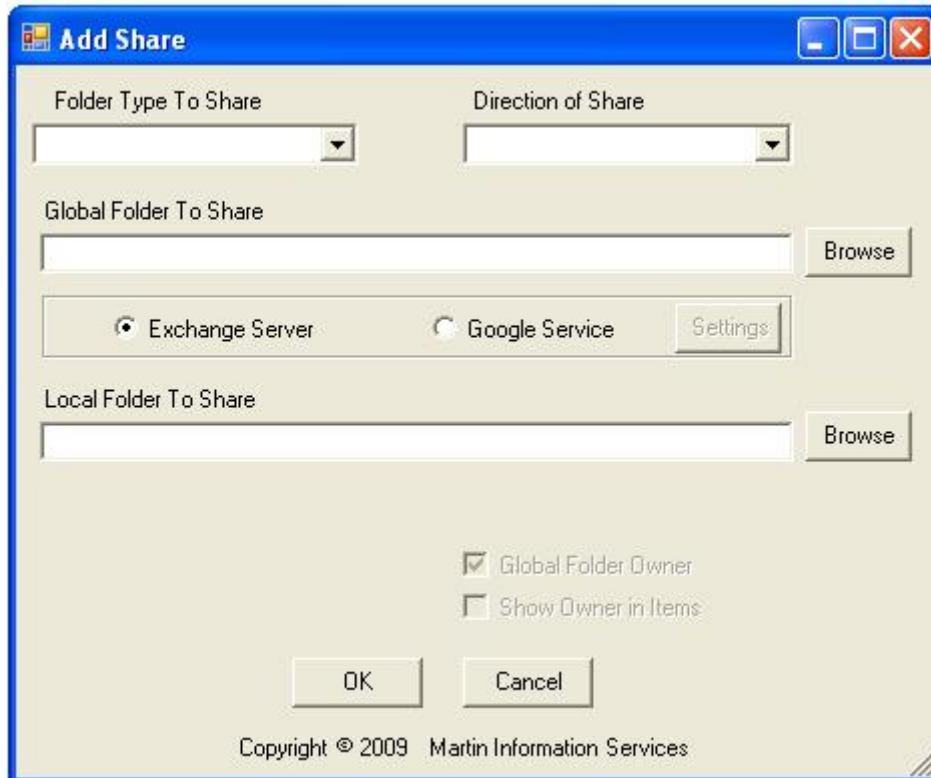 Add Share
Folder Type To Share Direction of Share
Global Folder To Share
Browse
Exchange Server Google Service Settings
Local Folder To Share
Browse
Global Folder Owner
Show Owner in Items
OK Cancel
Copyright © 2009 Martin Information Services